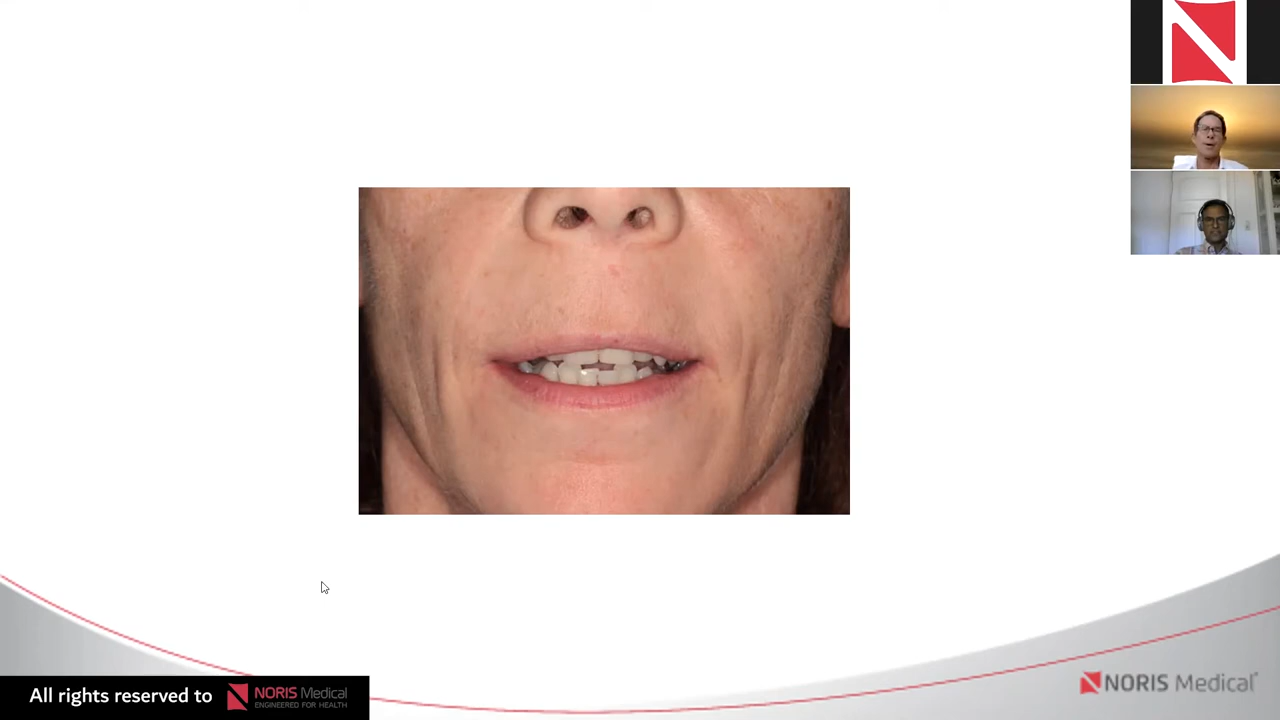 All rights reserved to NORIS Medical
ENGINEERED FOR HEALTH
NORIS Medical